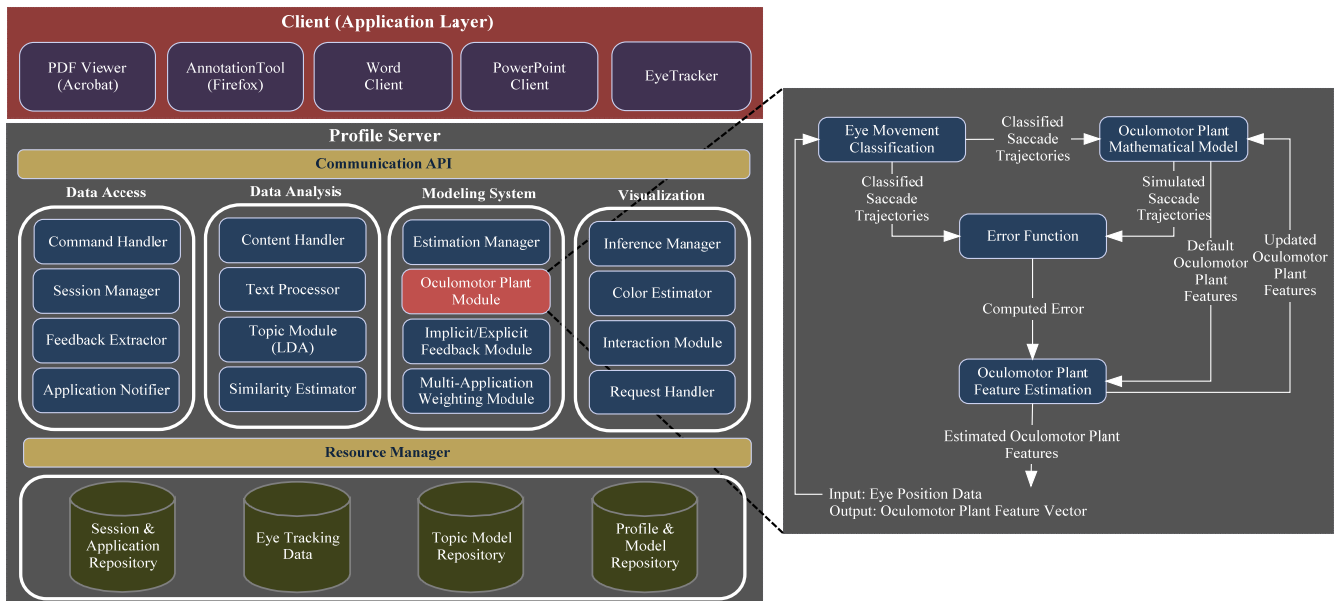 Client (Application Layer)
PDF Viewer
(Acrobat)
AnnotationTool
(Firefox)
Word
Client
PowerPoint
Client
EyeTracker
Profile Server
Communication API
Data Access
Command Handler
Session Manager
Feedback Extractor
Application Notifier
Data Analysis
Content Handler
Text Processor
Topic Module
(LDA)
Similarity Estimator
Modeling System
Estimation Manager
Oculomotor Plant
Module
Implicit/Explicit
Feedback Module
Multi-Application
Weighting Module
Visualization
Inference Manager
Color Estimator
Interaction Module
Request Handler
Resource Manager
Session &
Application
Repository
Eye Tracking
Data
Topic Model
Repository
Profile &
Model
Repository
Eye Movement
Classification
Classified
Saccade
Trajectories
Oculomotor Plant
Mathematical Model
Classified
Saccade
Trajectories
Simulated
Saccade
Trajectories
Error Function
Default
Oculomotor
Plant
Features
Updated
Oculomotor
Plant
Features
Computed Error
Oculomotor Plant
Feature Estimation
Estimated Oculomotor Plant
Features
Input: Eye Position Data
Output: Oculomotor Plant Feature Vector